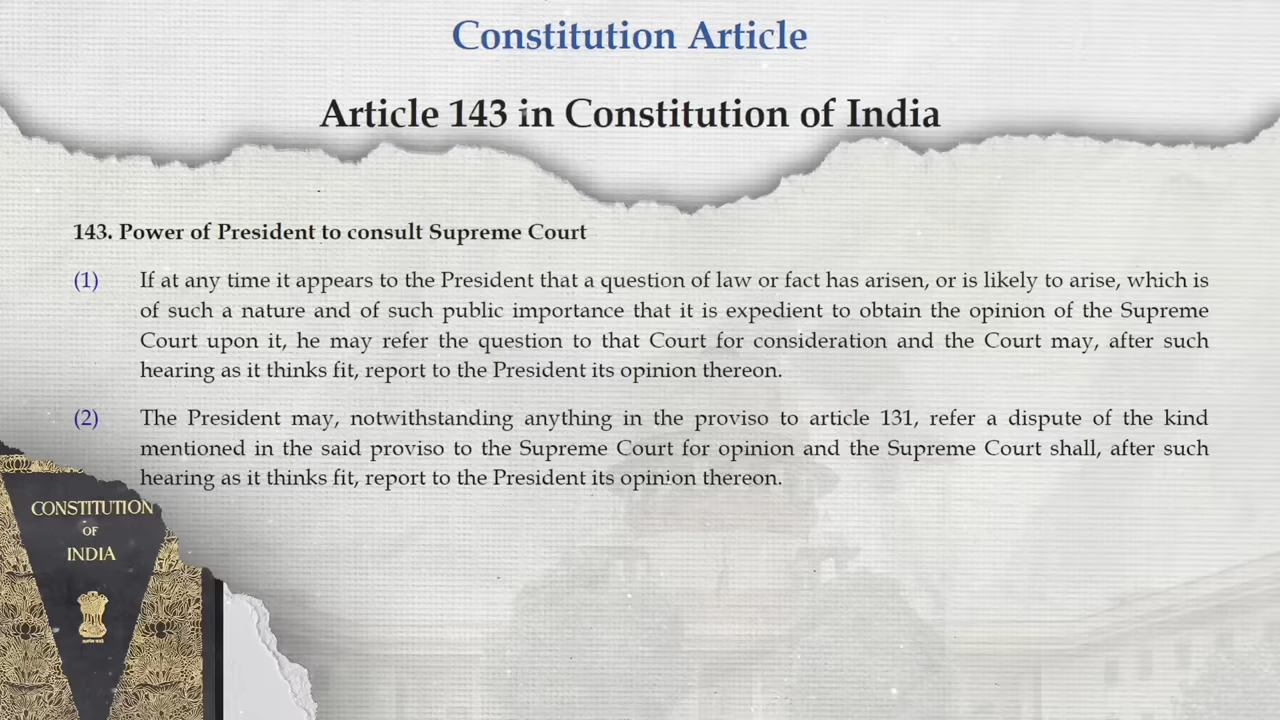 Constitution Article
Article 143 in Constitution of India
143. Power of President to consult Supreme Court
(1) If at any time it appears to the President that a question of law or fact has arisen, or is likely to arise, which is
of such a nature and of such public importance that it is expedient to obtain the opinion of the Supreme
Court upon it, he may refer the question to that Court for consideration and the Court may, after such
hearing as it thinks fit, report to the President its opinion thereon.
(2) The President may, notwithstanding anything in the proviso to article 131, refer a dispute of the kind
mentioned in the said proviso to the Supreme Court for opinion and the Supreme Court shall, after such
hearing as it thinks fit, report to the President its opinion thereon.
CONSTITUTION
OF
INDIA